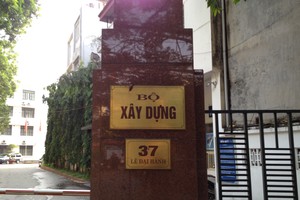 BỘ
XÂY DỰNG
37
LÊ ĐẠI HÀNH